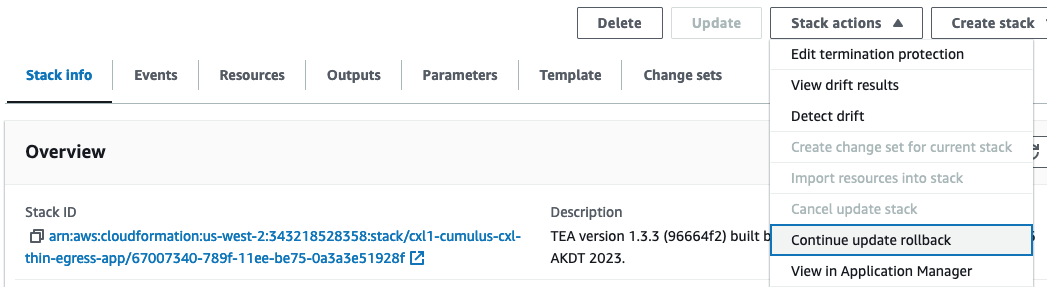 Delete
Update
Stack actions
Create stack
Edit termination protection
View drift results
Detect drift
Create change set for current stack
Import resources into stack
Cancel update stack
Continue update rollback
View in Application Manager
Stack info
Events
Resources
Outputs
Parameters
Template
Change sets
Overview
Stack ID
arn:aws:cloudformation:us-west-2:343218528358:stack/cxl1-cumulus-cxl-
thin-egress-app/67007340-789f-11ee-be75-0a3a3e51928f
Description
TEA version 1.3.3 (96664f2) built
AKDT 2023.